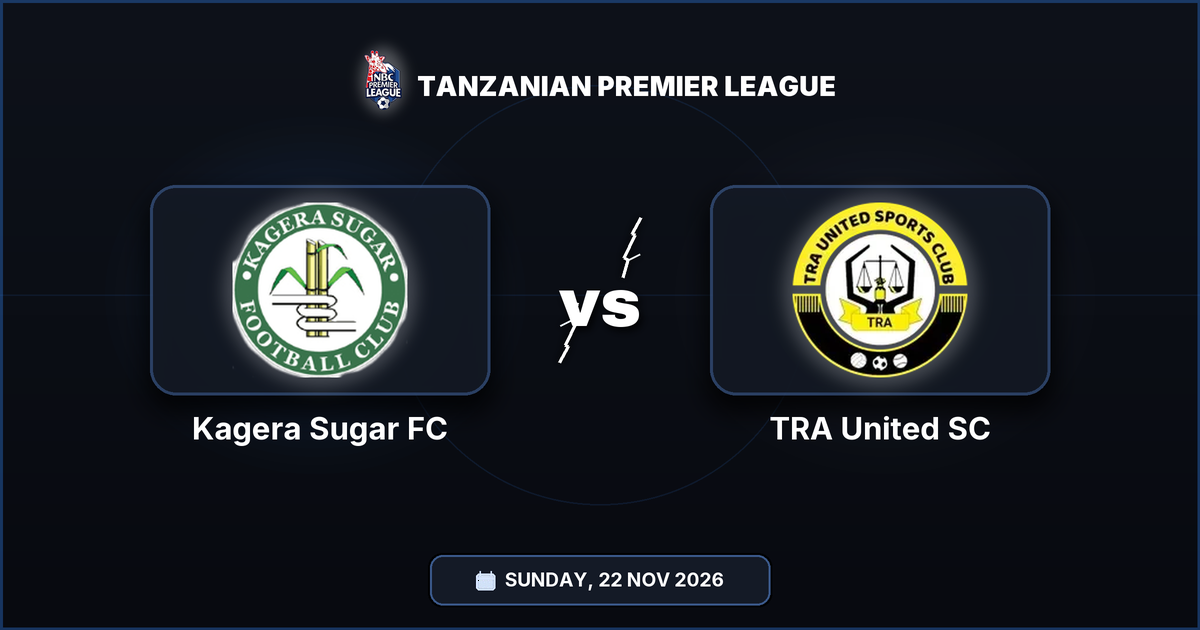 NBC
PREMIER
LEAGUE
TANZANIAN PREMIER LEAGUE
KAGERA SUGAR
FOOTBALL CLUB
vs
TRA UNITED SPORTS CLUB
TRA
Kagera Sugar FC
TRA United SC
SUNDAY, 22 NOV 2026